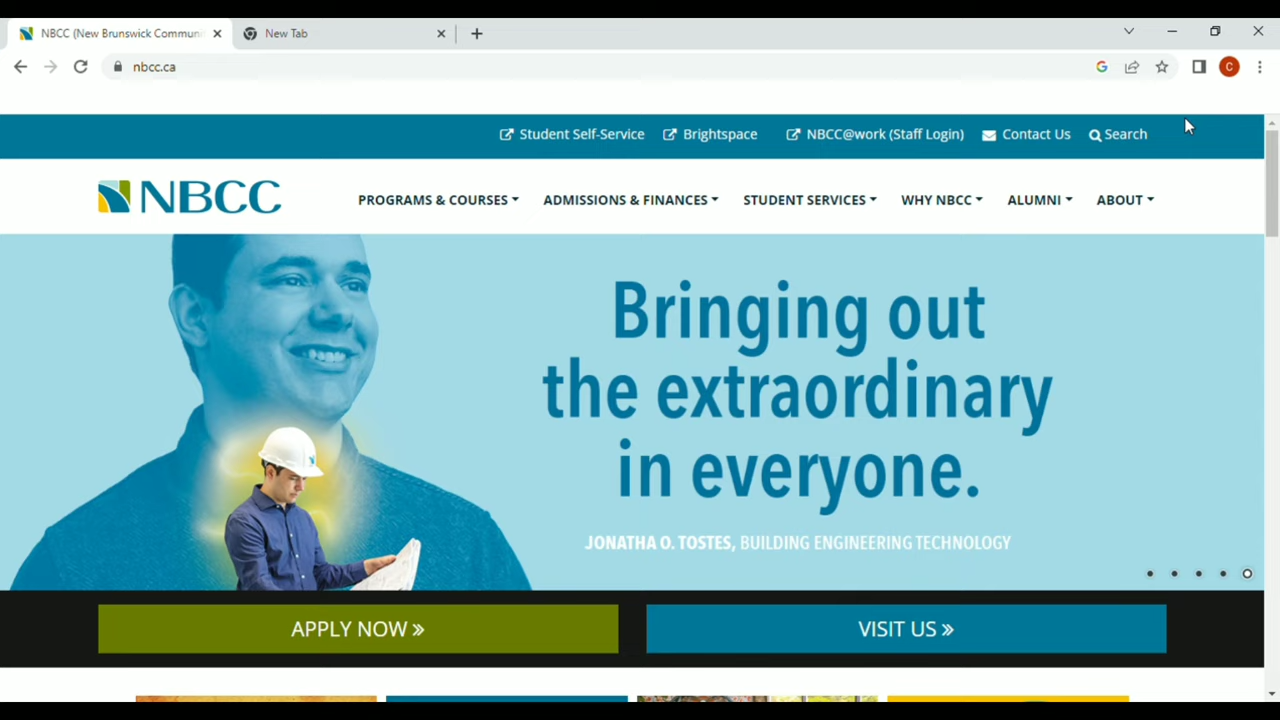 NBCC (New Brunswick Commun
New Tab
nbcc.ca
C
Student Self-Service
Brightspace
NBCC@work (Staff Login)
Contact Us
Search
NBCC
PROGRAMS & COURSES
ADMISSIONS & FINANCES
STUDENT SERVICES
WHY NBCC
ALUMNI
ABOUT
Bringing out
the extraordinary
in everyone.
JONATHA O. TOSTES, BUILDING ENGINEERING TECHNOLOGY
APPLY NOW »
VISIT US »